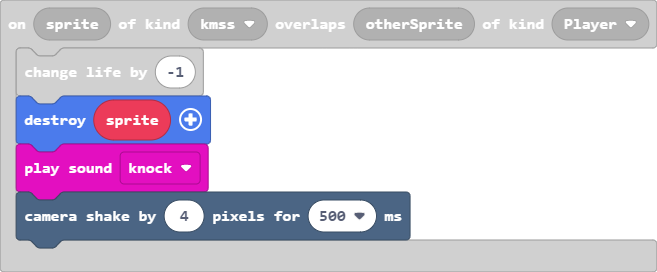 on sprite of kind kmss overlaps otherSprite of kind Player
change life by -1
destroy sprite
play sound knock
camera shake by 4 pixels for 500 ms